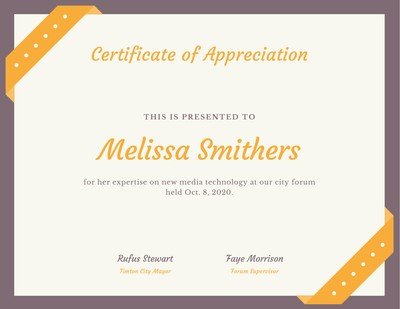 Certificate of Appreciation
THIS IS PRESENTED TO
Melissa Smithers
for her expertise on new media technology at our city forum
held Oct. 8, 2020.
Rufus Stewart Faye Morrison
Timton City Mayor Forum Supervisor